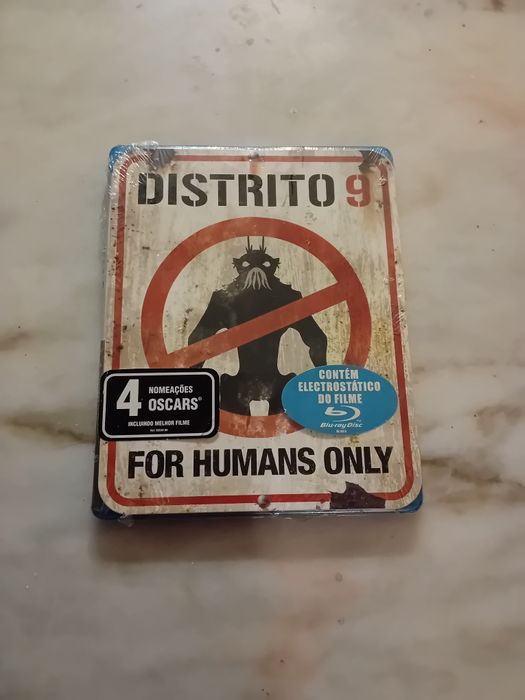 DISTRITO 9
4
NOMEAÇÕES
OSCARS®
INCLUINDO MELHOR FILME
CONTÉM
ELECTROSTÁTICO
DO FILME
Blu-ray Disc
FOR HUMANS ONLY